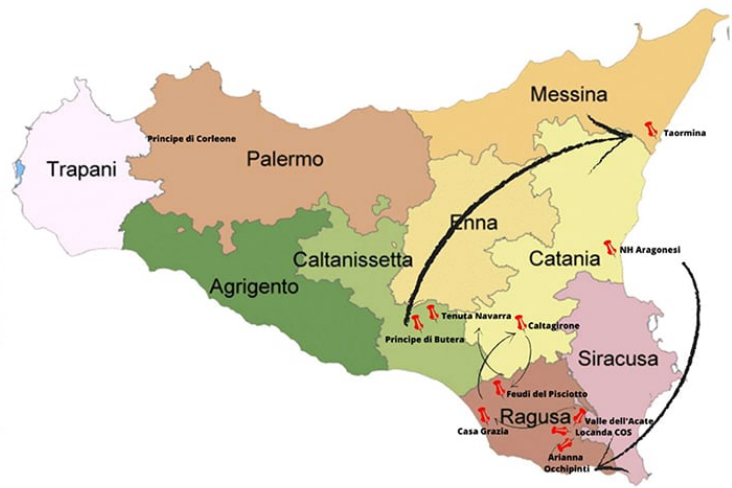 Messina
Taormina
Principe di Corleone
Palermo
Trapani
Enna
NH Aragonesi
Catania
Caltanissetta
Agrigento
Tenuta Navarra
Caltagirone
Principe di Butera
Siracusa
Feudi del Pisciotto
Ragusa
Valle dell'Acate
Casa Grazia
Locanda COS
Arianna
Occhipinti